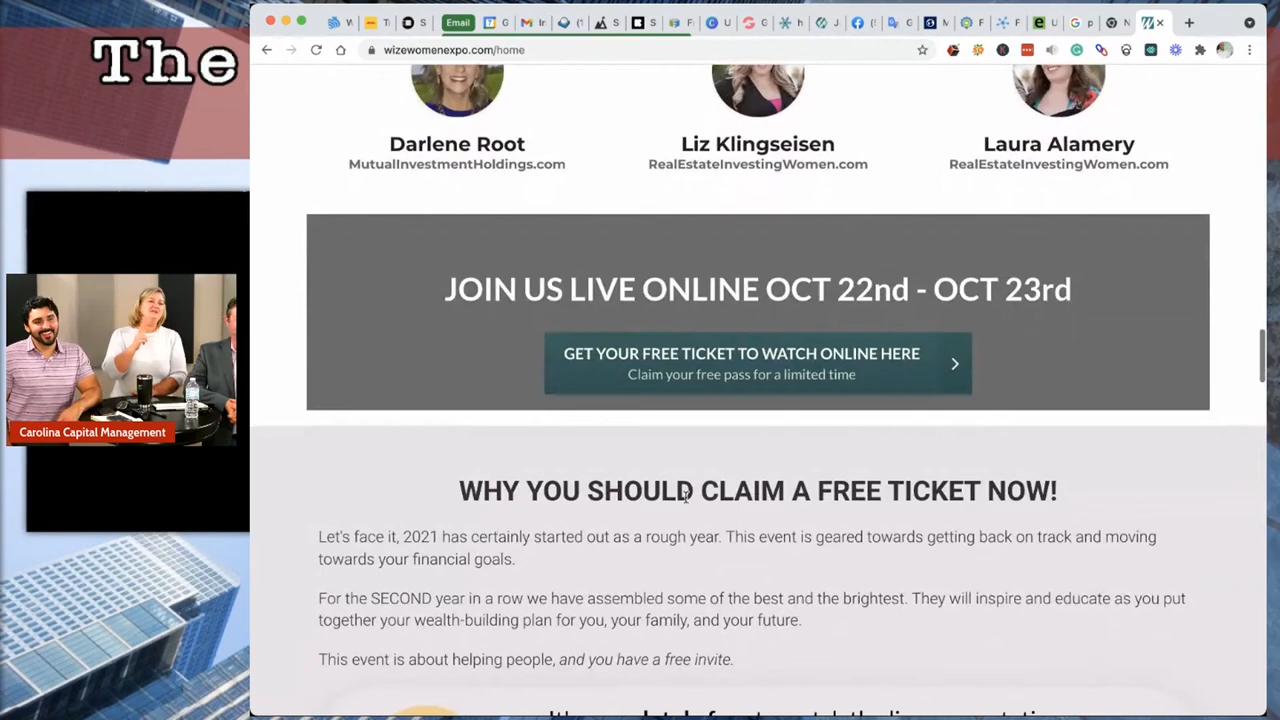 The
Email
wizewomenexpo.com/home
Darlene Root
MutualInvestmentHoldings.com
Liz Klingseisen
RealEstateInvestingWomen.com
Laura Alamery
RealEstateInvestingWomen.com
JOIN US LIVE ONLINE OCT 22nd - OCT 23rd
GET YOUR FREE TICKET TO WATCH ONLINE HERE
Claim your free pass for a limited time
Carolina Capital Management
WHY YOU SHOULD CLAIM A FREE TICKET NOW!
Let's face it, 2021 has certainly started out as a rough year. This event is geared towards getting back on track and moving
towards your financial goals.
For the SECOND year in a row we have assembled some of the best and the brightest. They will inspire and educate as you put
together your wealth-building plan for you, your family, and your future.
This event is about helping people, and you have a free invite.